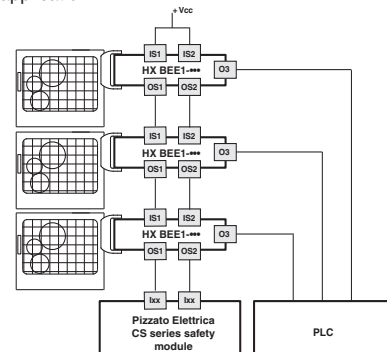 + Vcc
IS1 IS2
HX BEE1-••• O3
OS1 OS2
IS1 IS2
HX BEE1-••• O3
OS1 OS2
IS1 IS2
HX BEE1-••• O3
OS1 OS2
Ixx Ixx
Pizzato Elettrica
CS series safety
module
PLC